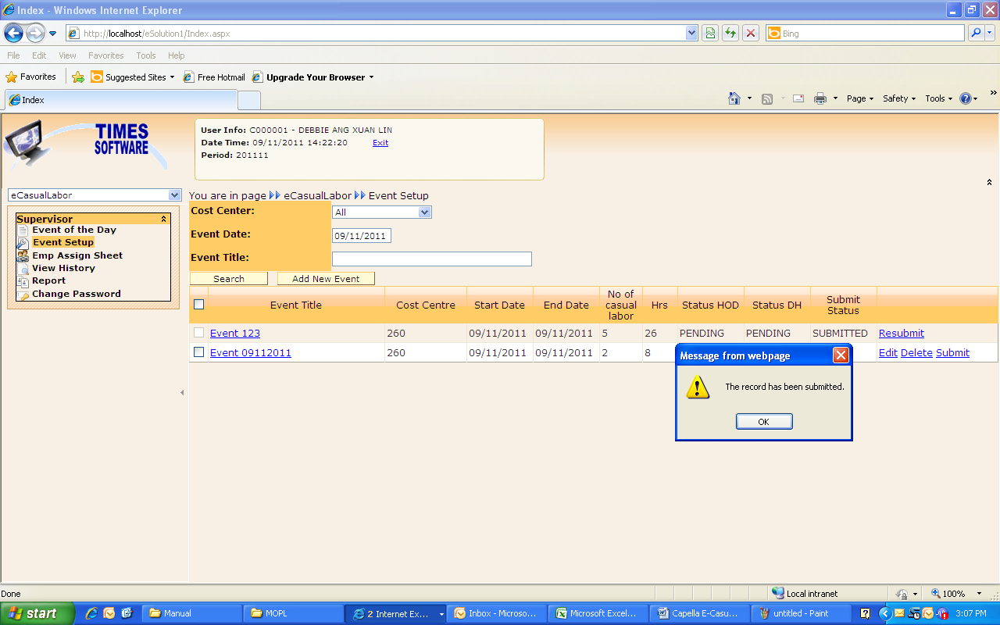 Index - Windows Internet Explorer
http://localhost/eSolution1/Index.aspx
Bing
File Edit View Favorites Tools Help
Favorites Suggested Sites Free Hotmail Upgrade Your Browser
Index
Page Safety Tools
TIMES
SOFTWARE
User Info: C000001 - DEBBIE ANG XUAN LIN
Date Time: 09/11/2011 14:22:20 Exit
Period: 201111
eCasualLabor
You are in page eCasualLabor Event Setup
Supervisor
Event of the Day
Event Setup
Emp Assign Sheet
View History
Report
Change Password
Cost Center: All
Event Date: 09/11/2011
Event Title:
Search Add New Event
Event Title Cost Centre Start Date End Date No of casual labor Hrs Status HOD Status DH Submit Status
Event 123 260 09/11/2011 09/11/2011 5 26 PENDING PENDING SUBMITTED Resubmit
Event 09112011 260 09/11/2011 09/11/2011 2 8 Edit Delete Submit
Message from webpage
The record has been submitted.
OK
Done Local intranet 100%
start Manual MOPL 2 Internet Ex... Inbox - Microso... Microsoft Excel... Capella E-Casu... untitled - Paint 3:07 PM